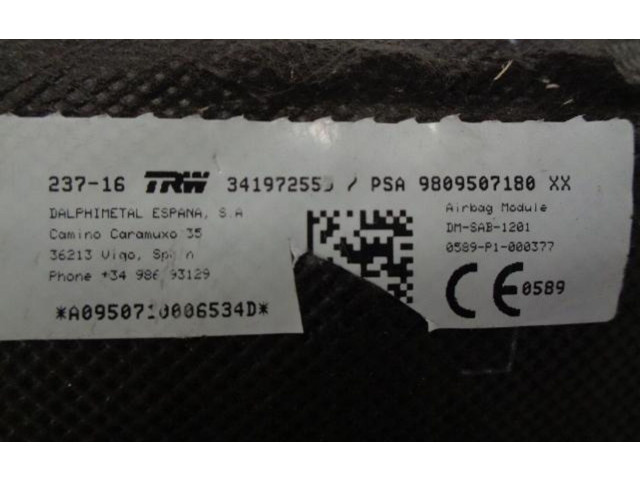 237-16 TRW / PSA 9809507180 XX
DALPHIMETAL ESPANA, S.A
Camino Caramuxo 35
36213 Vigo,
Phone +34 986
Airbag Module
DM-SAB-1201
0589-P1-000377
CE 0589